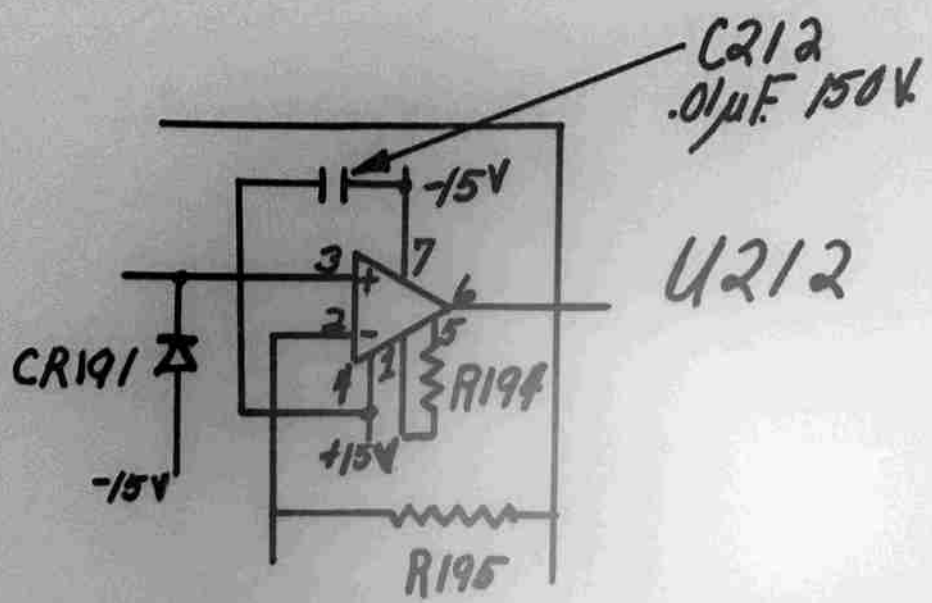 C212
.01µF. 150V.
-15V
3
7
+
U212
6
2
-
5
CR191
4
1
R194
+15V
-15V
R195